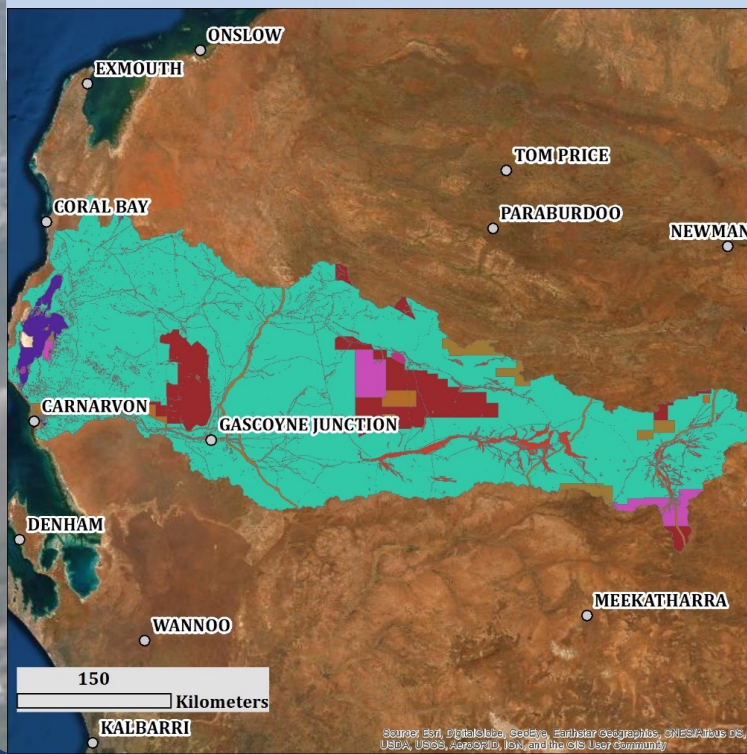 ONSLOW
EXMOUTH
TOM PRICE
CORAL BAY
PARABURDOO
NEWMAN
CARNARVON
GASCOYNE JUNCTION
DENHAM
MEEKATHARRA
WANNOO
150
Kilometers
KALBARRI
Source: Esri, DigitalGlobe, GeoEye, Earthstar Geographics, CNES/Airbus DS,
USDA, USGS, AeroGRID, IGN, and the GIS User Community